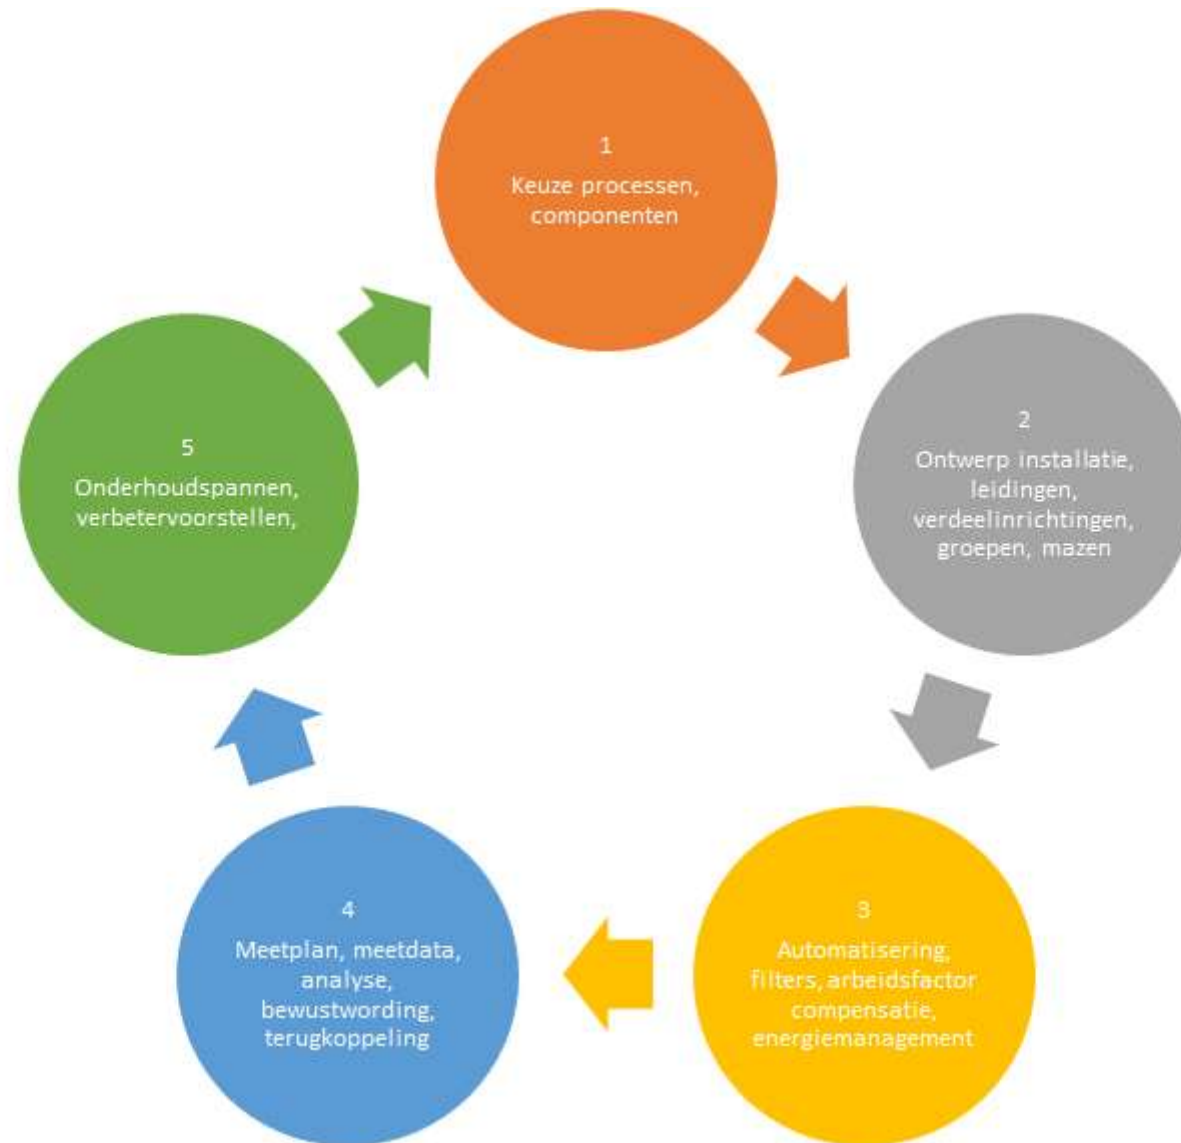 1
Keuze processen,
componenten
2
Ontwerp installatie,
leidingen,
verdeelinrichtingen,
groepen, mazen
3
Automatisering,
filters, arbeidsfactor
compensatie,
energiemanagement
4
Meetplan, meetdata,
analyse,
bewustwording,
terugkoppeling
5
Onderhoudspannen,
verbetervoorstellen,